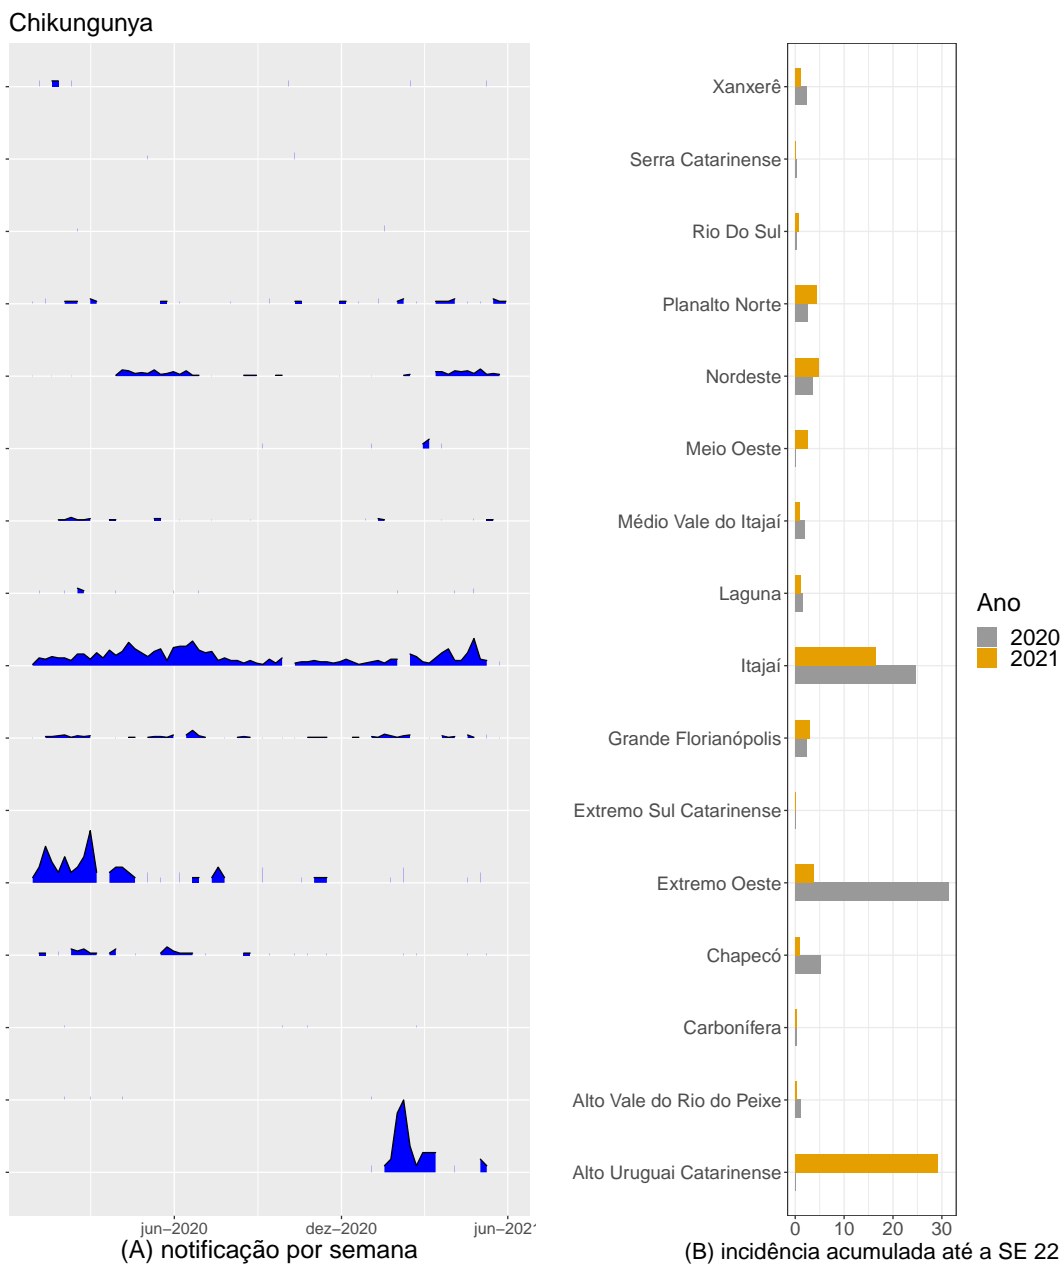 Chikungunya
Xanxerê
Serra Catarinense
Rio Do Sul
Planalto Norte
Nordeste
Meio Oeste
Médio Vale do Itajaí
Laguna
Itajaí
Grande Florianópolis
Extremo Sul Catarinense
Extremo Oeste
Chapecó
Carbonífera
Alto Vale do Rio do Peixe
Alto Uruguai Catarinense
jun–2020 dez–2020 jun–2021
(A) notificação por semana
0 10 20 30
(B) incidência acumulada até a SE 22
Ano
2020
2021